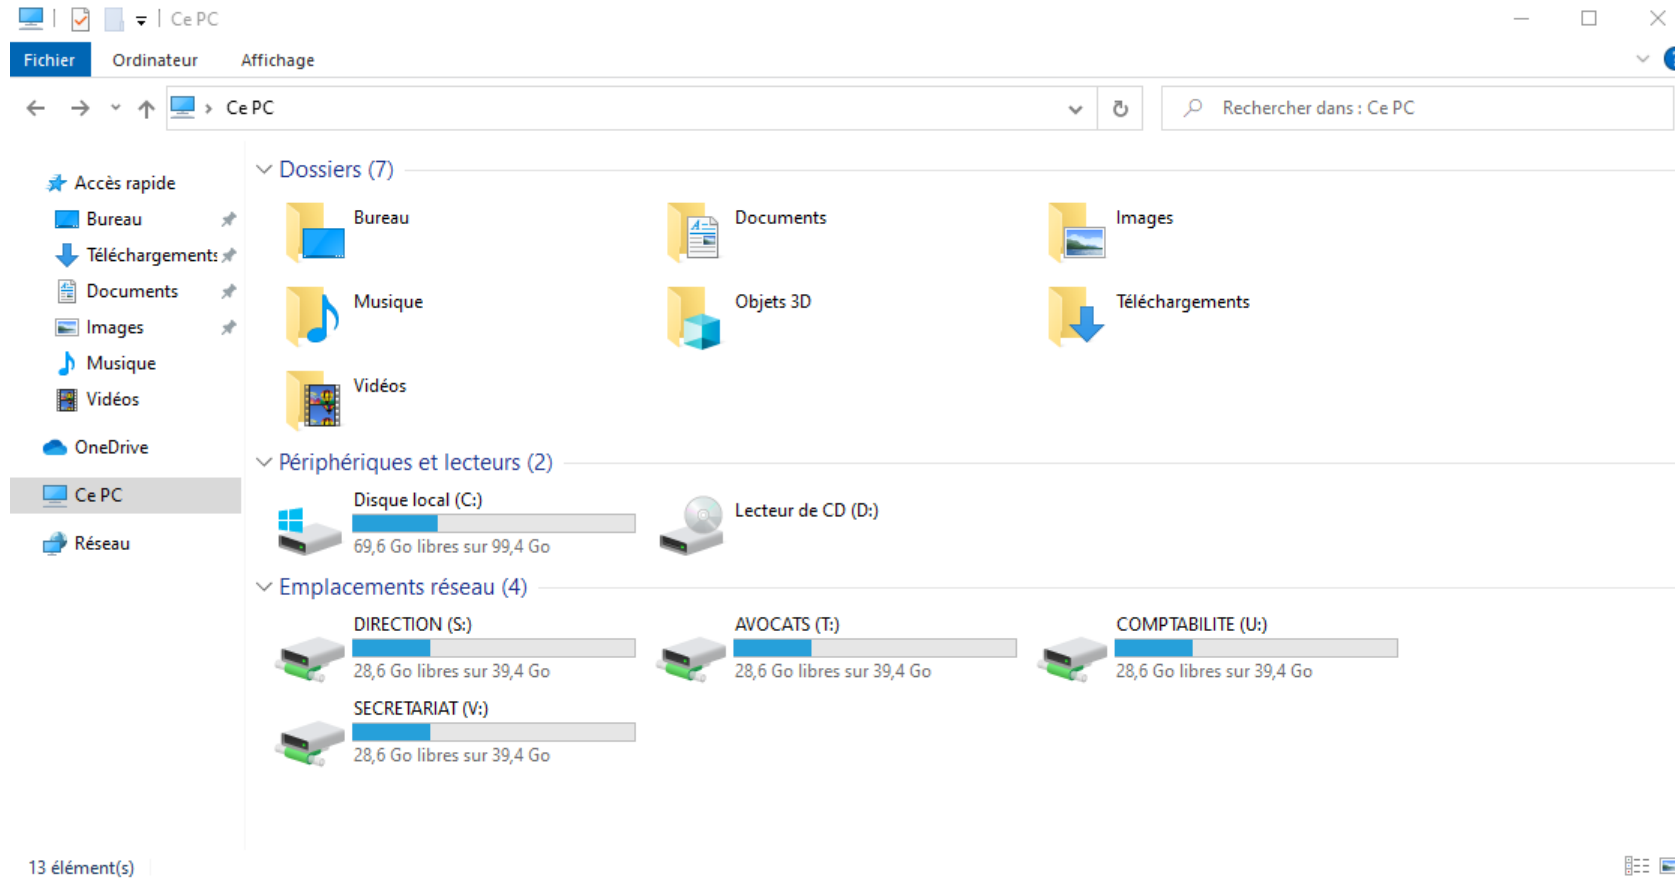 Ce PC
Fichier Ordinateur Affichage
Ce PC
Rechercher dans : Ce PC
Accès rapide
Bureau
Téléchargements
Documents
Images
Musique
Vidéos
OneDrive
Ce PC
Réseau
Dossiers (7)
Bureau
Documents
Images
Musique
Objets 3D
Téléchargements
Vidéos
Périphériques et lecteurs (2)
Disque local (C:)
69,6 Go libres sur 99,4 Go
Lecteur de CD (D:)
Emplacements réseau (4)
DIRECTION (S:)
28,6 Go libres sur 39,4 Go
AVOCATS (T:)
28,6 Go libres sur 39,4 Go
COMPTABILITE (U:)
28,6 Go libres sur 39,4 Go
SECRETARIAT (V:)
28,6 Go libres sur 39,4 Go
13 élément(s)